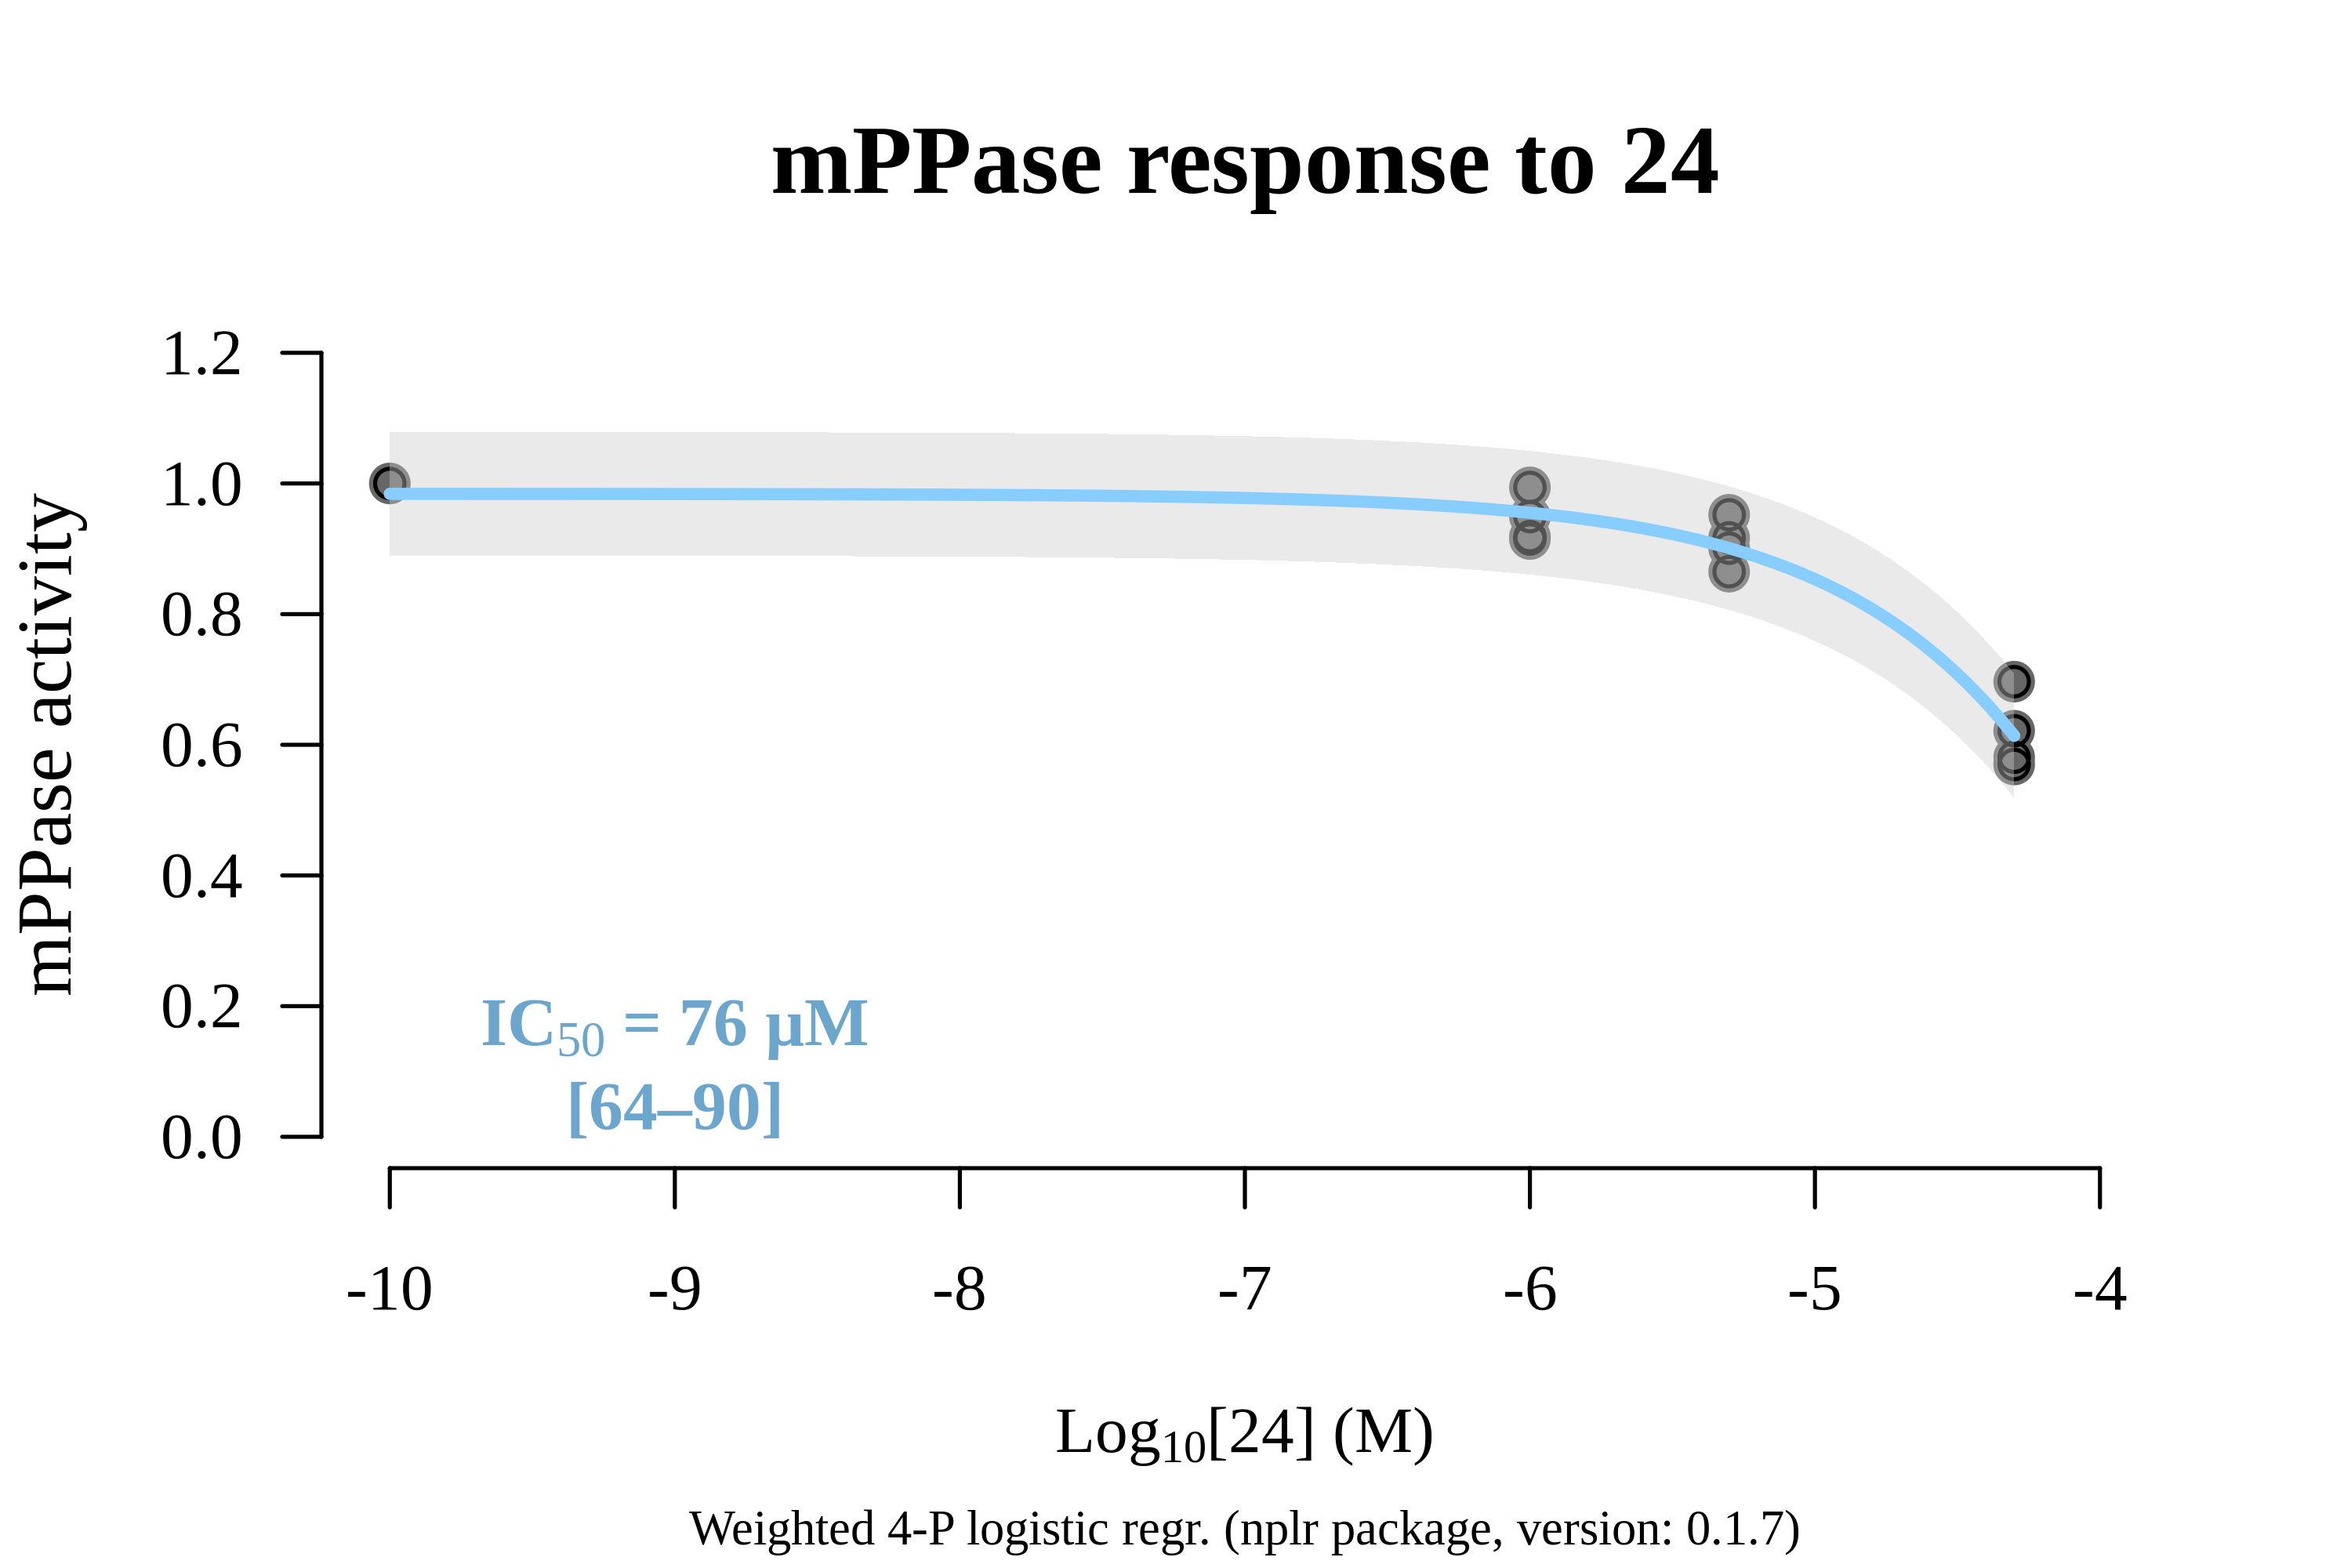 mPPase response to 24
mPPase activity
1.2
1.0
0.8
0.6
0.4
0.2
0.0
IC50 = 76 µM
[64–90]
-10 -9 -8 -7 -6 -5 -4
Log10[24] (M)
Weighted 4-P logistic regr. (nplr package, version: 0.1.7)